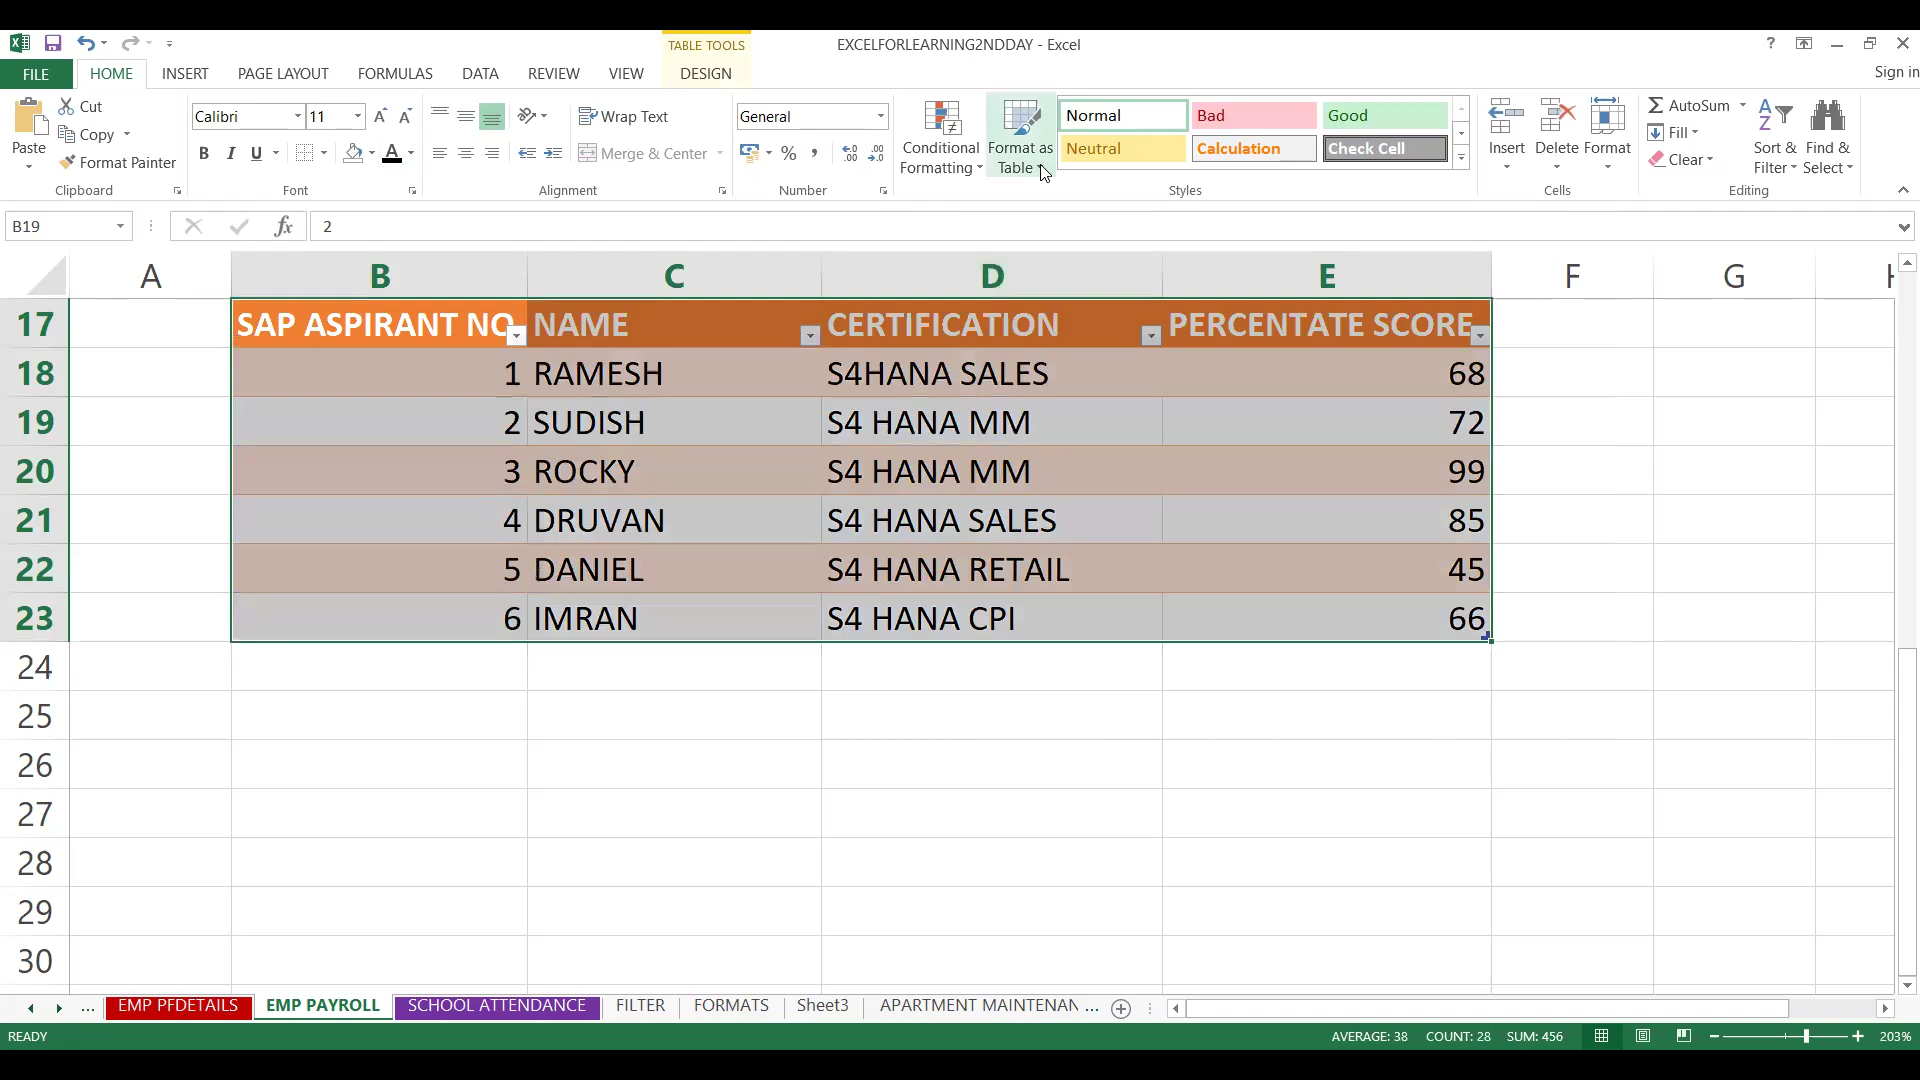 EXCELFORLEARNING2NDDAY - Excel
TABLE TOOLS
Sign in
FILE HOME INSERT PAGE LAYOUT FORMULAS DATA REVIEW VIEW DESIGN
Paste
Cut
Copy
Format Painter
Clipboard
Calibri 11
B I U
Font
Wrap Text
Merge & Center
Alignment
General
Number
Conditional Formatting
Format as Table
Normal Bad Good
Neutral Calculation Check Cell
Styles
Insert Delete Format
Cells
AutoSum
Fill
Clear
Sort & Filter
Find & Select
Editing
B19 fx 2
A B C D E F G H
17 SAP ASPIRANT NO NAME CERTIFICATION PERCENTATE SCORE
18 1 RAMESH S4HANA SALES 68
19 2 SUDISH S4 HANA MM 72
20 3 ROCKY S4 HANA MM 99
21 4 DRUVAN S4 HANA SALES 85
22 5 DANIEL S4 HANA RETAIL 45
23 6 IMRAN S4 HANA CPI 66
24
25
26
27
28
29
30
... EMP PFDETAILS EMP PAYROLL SCHOOL ATTENDANCE FILTER FORMATS Sheet3 APARTMENT MAINTENAN ...
READY AVERAGE: 38 COUNT: 28 SUM: 456 203%